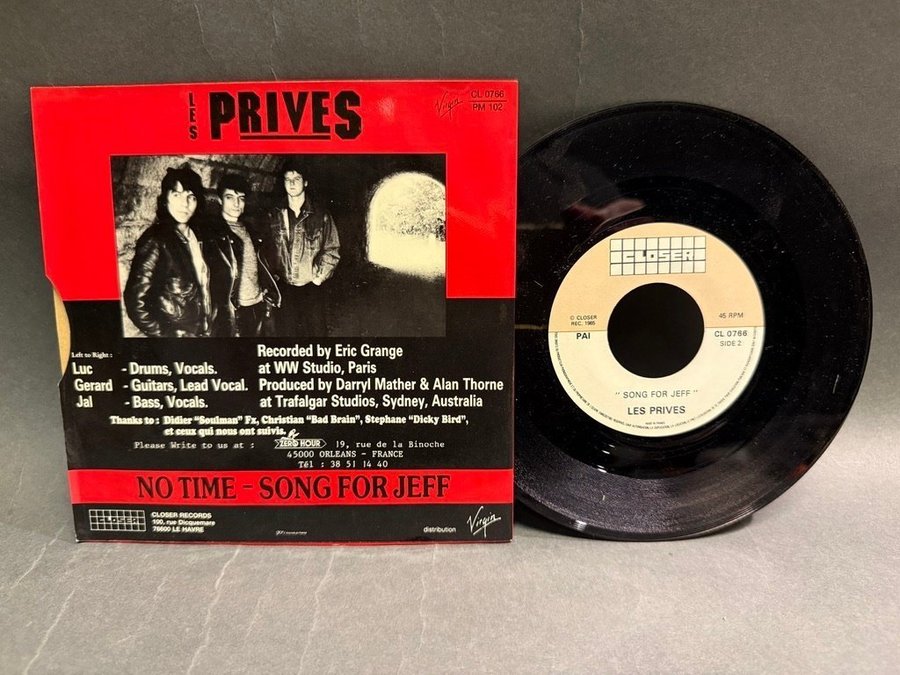 LES PRIVES
Virgin
CL 0766
PM 102
Left to Right :
Luc - Drums, Vocals.
Gerard - Guitars, Lead Vocal.
Jal - Bass, Vocals.
Recorded by Eric Grange
at WW Studio, Paris
Produced by Darryl Mather & Alan Thorne
at Trafalgar Studios, Sydney, Australia
Thanks to : Didier "Soulman" Fx, Christian "Bad Brain", Stephane "Dicky Bird",
et ceux qui nous ont suivis.
Please Write to us at : ZERO HOUR 19, rue de la Binoche
45000 ORLEANS - FRANCE
Tél : 38 51 14 40
NO TIME - SONG FOR JEFF
CLOSER
CLOSER RECORDS
190, rue Dicquemare
76600 LE HAVRE
distribution
Virgin
CLOSER
© CLOSER
REC. 1985
45 RPM
PAI
CL 0766
SIDE 2
" SONG FOR JEFF "
LES PRIVES